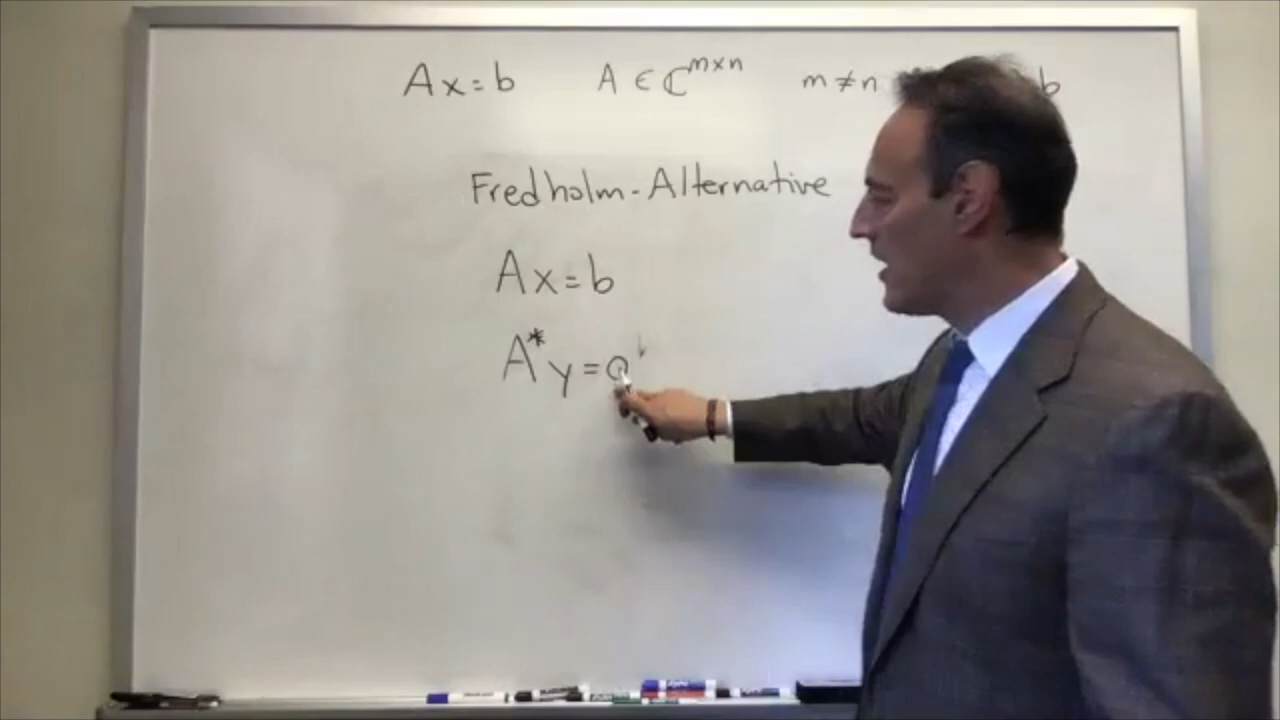 Ax=b A ∈ ℂ^{m×n} m≠n b
Fredholm-Alternative
Ax=b
A*y=0